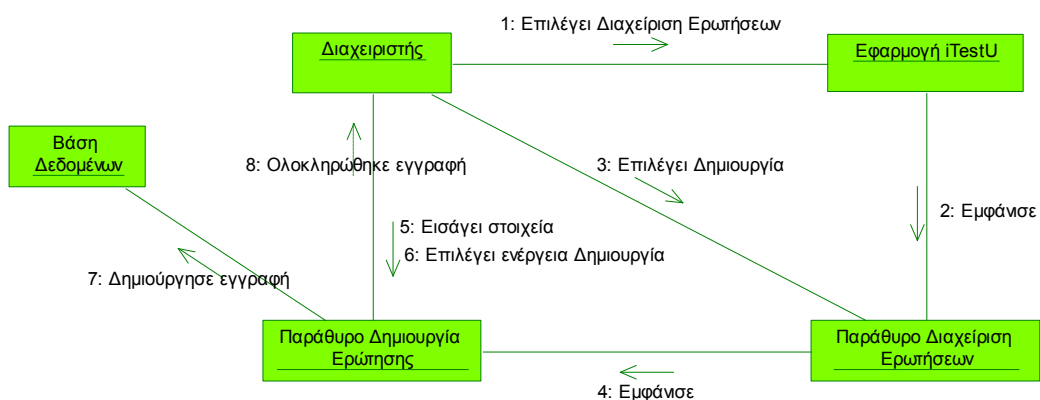 1: Επιλέγει Διαχείριση Ερωτήσεων
Διαχειριστής
Εφαρμογή iTestU
Βάση
Δεδομένων
8: Ολοκληρώθηκε εγγραφή
3: Επιλέγει Δημιουργία
2: Εμφάνισε
5: Εισάγει στοιχεία
6: Επιλέγει ενέργεια Δημιουργία
7: Δημιούργησε εγγραφή
Παράθυρο Δημιουργία
Ερώτησης
Παράθυρο Διαχείριση
Ερωτήσεων
4: Εμφάνισε